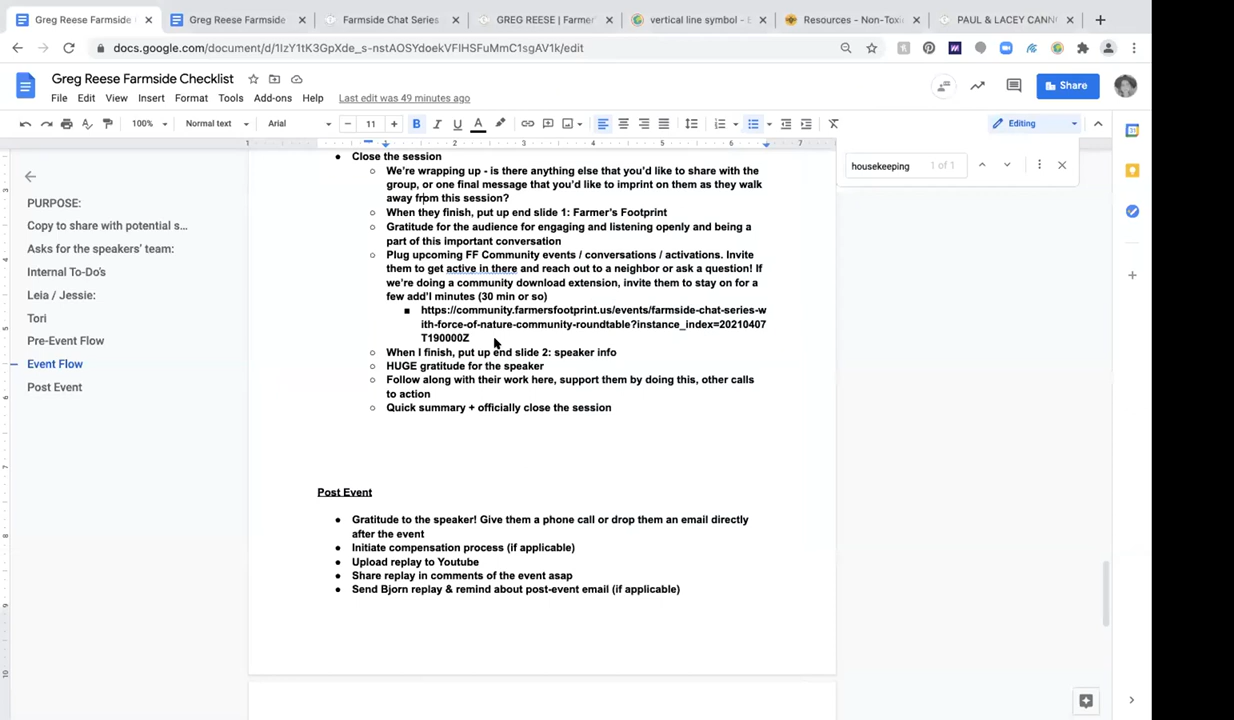 Greg Reese Farmside
Greg Reese Farmside
Farmside Chat Series
GREG REESE | Farmer'
vertical line symbol - E
Resources - Non-Toxic
PAUL & LACEY CANN
docs.google.com/document/d/1lzY1tK3GpXde_s-nstAOSYdoekVFIHSFuMmC1sgAV1k/edit
Greg Reese Farmside Checklist
File Edit View Insert Format Tools Add-ons Help Last edit was 49 minutes ago
Share
100% Normal text Arial 11 B I U A Editing
1 1 2 3 4 5 6 7
housekeeping 1 of 1
PURPOSE:
Copy to share with potential s...
Asks for the speakers' team:
Internal To-Do's
Leia / Jessie:
Tori
Pre-Event Flow
Event Flow
Post Event
Close the session
We're wrapping up - is there anything else that you'd like to share with the
group, or one final message that you'd like to imprint on them as they walk
away from this session?
When they finish, put up end slide 1: Farmer's Footprint
Gratitude for the audience for engaging and listening openly and being a
part of this important conversation
Plug upcoming FF Community events / conversations / activations. Invite
them to get active in there and reach out to a neighbor or ask a question! If
we're doing a community download extension, invite them to stay on for a
few add'l minutes (30 min or so)
https://community.farmersfootprint.us/events/farmside-chat-series-w
ith-force-of-nature-community-roundtable?instance_index=20210407
T190000Z
When I finish, put up end slide 2: speaker info
HUGE gratitude for the speaker
Follow along with their work here, support them by doing this, other calls
to action
Quick summary + officially close the session
Post Event
Gratitude to the speaker! Give them a phone call or drop them an email directly
after the event
Initiate compensation process (if applicable)
Upload replay to Youtube
Share replay in comments of the event asap
Send Bjorn replay & remind about post-event email (if applicable)